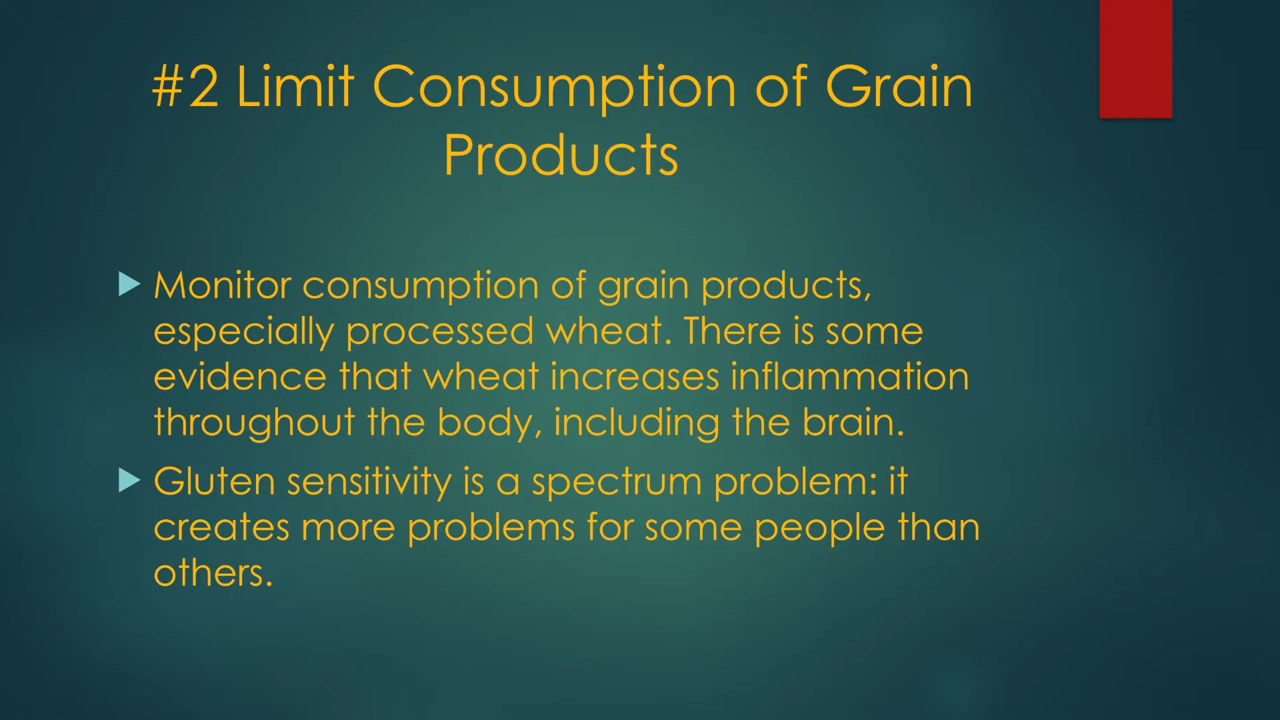 #2 Limit Consumption of Grain
Products
Monitor consumption of grain products,
especially processed wheat. There is some
evidence that wheat increases inflammation
throughout the body, including the brain.
Gluten sensitivity is a spectrum problem: it
creates more problems for some people than
others.